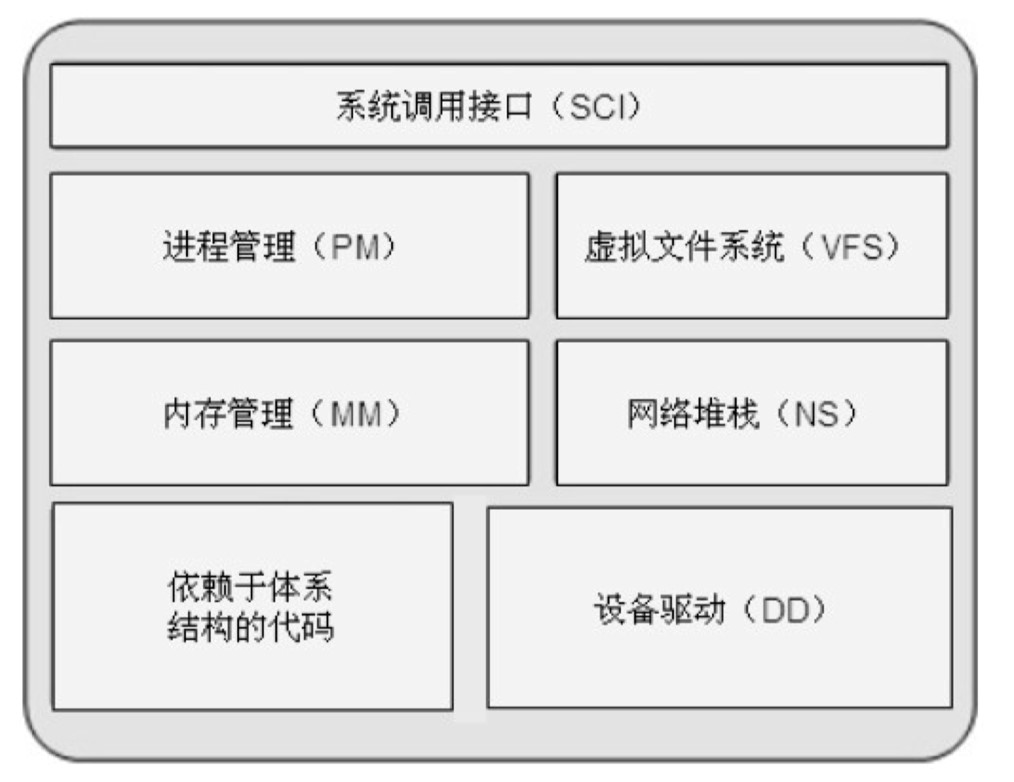 系统调用接口（SCI）
进程管理（PM）
虚拟文件系统（VFS）
内存管理（MM）
网络堆栈（NS）
依赖于体系
结构的代码
设备驱动（DD）